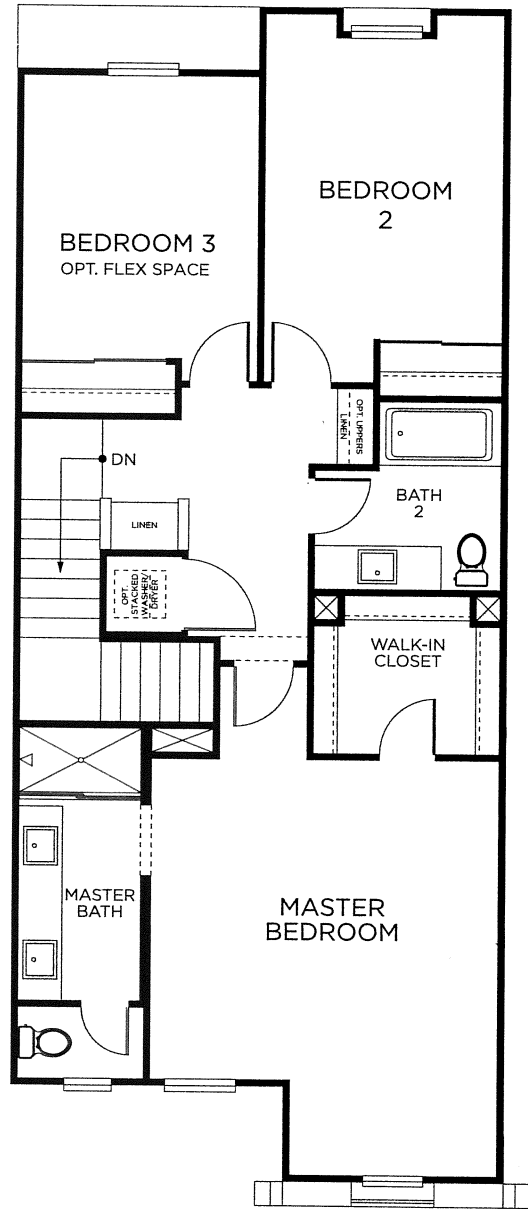 BEDROOM
2
BEDROOM 3
OPT. FLEX SPACE
OPT. UPPERS
LINEN
DN
BATH
2
LINEN
OPT.
STACKED
WASHER/
DRYER
WALK-IN
CLOSET
MASTER
BATH
MASTER
BEDROOM